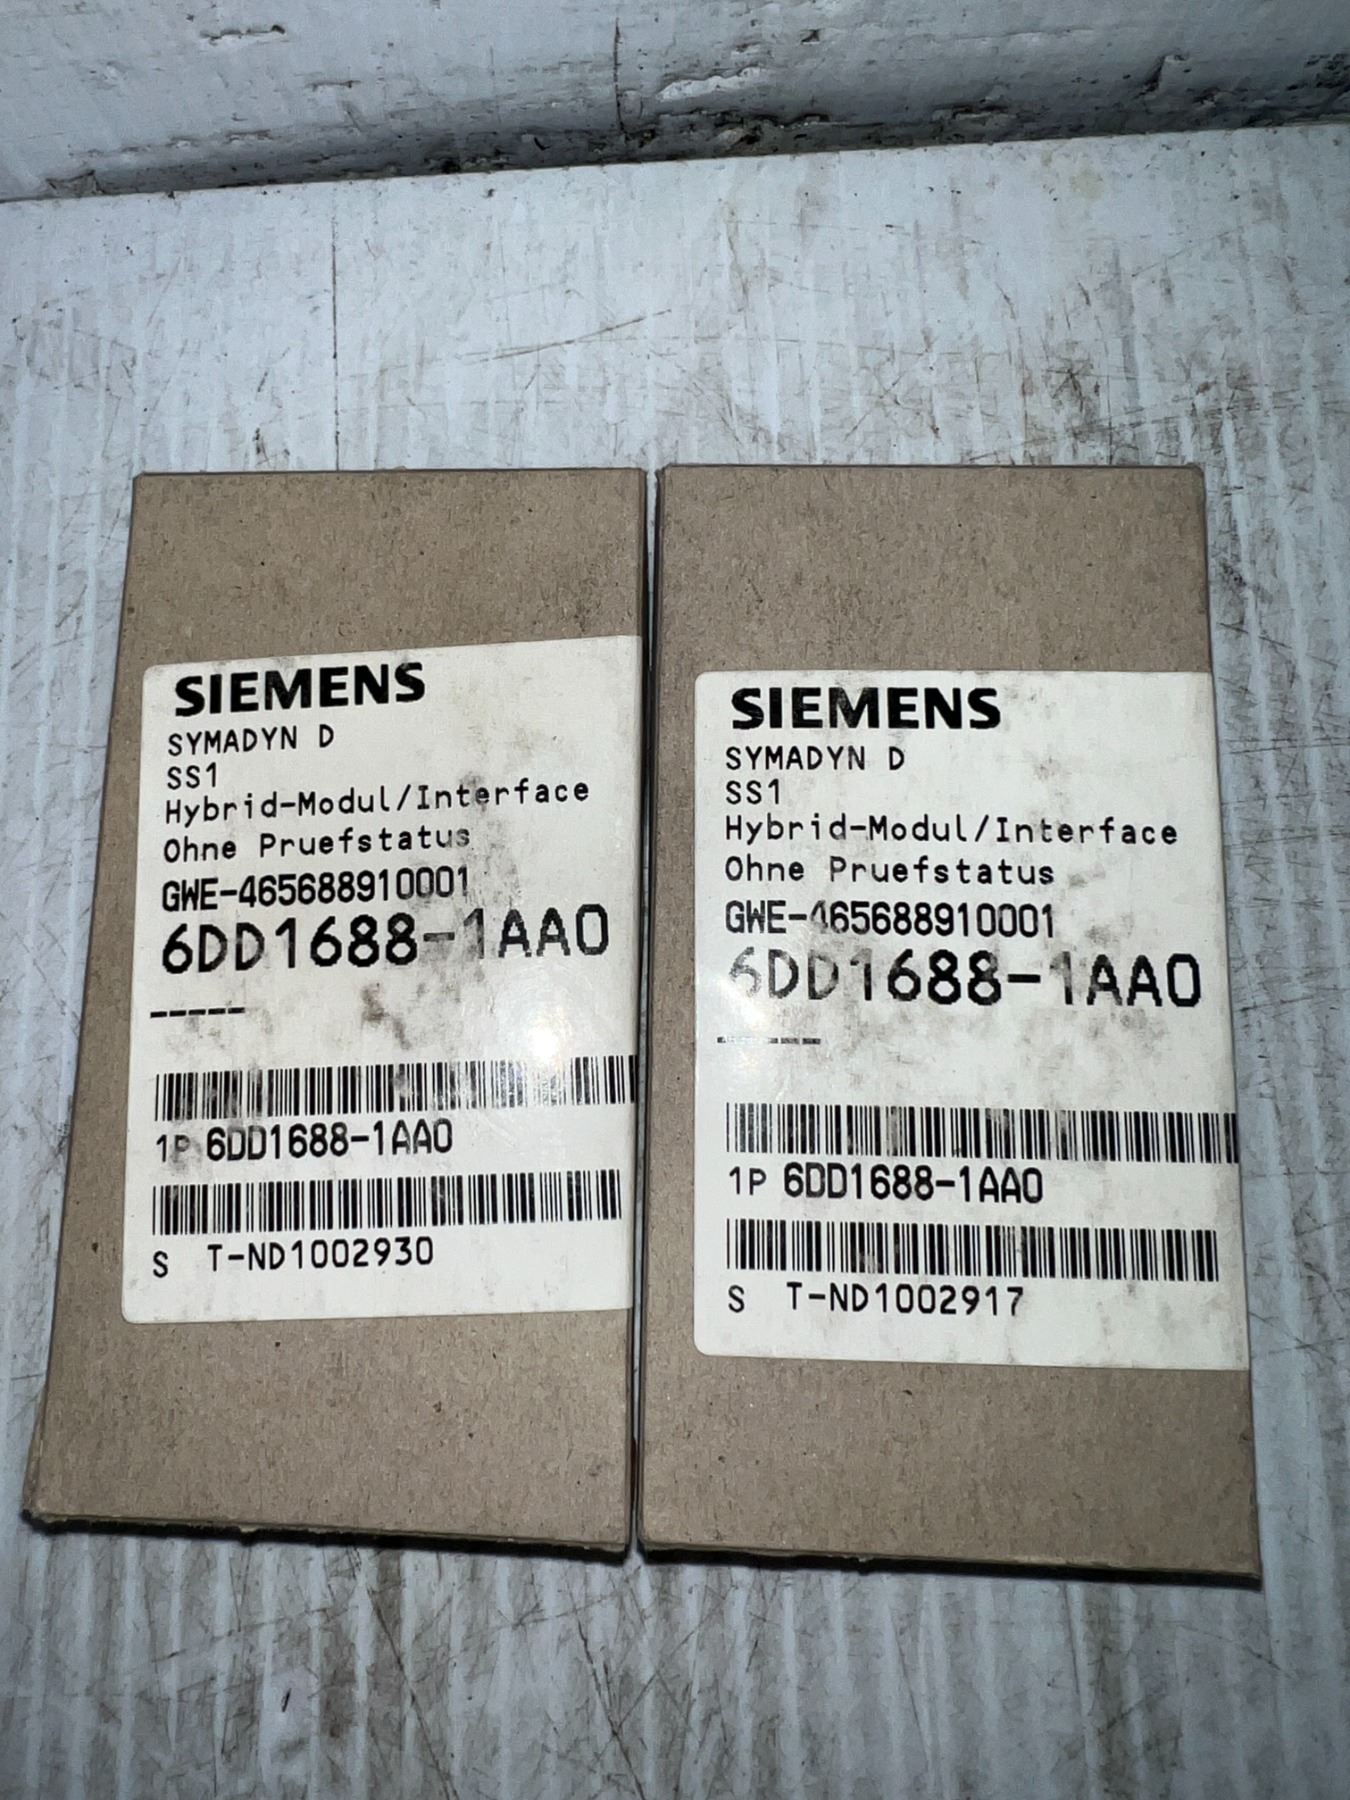 SIEMENS
SYMADYN D
SS1
Hybrid-Modul/Interface
Ohne Pruefstatus
GWE-465688910001
6DD1688-1AA0
-----
1P 6DD1688-1AA0
S T-ND1002930
SIEMENS
SYMADYN D
SS1
Hybrid-Modul/Interface
Ohne Pruefstatus
GWE-465688910001
6DD1688-1AA0
-----
1P 6DD1688-1AA0
S T-ND1002917